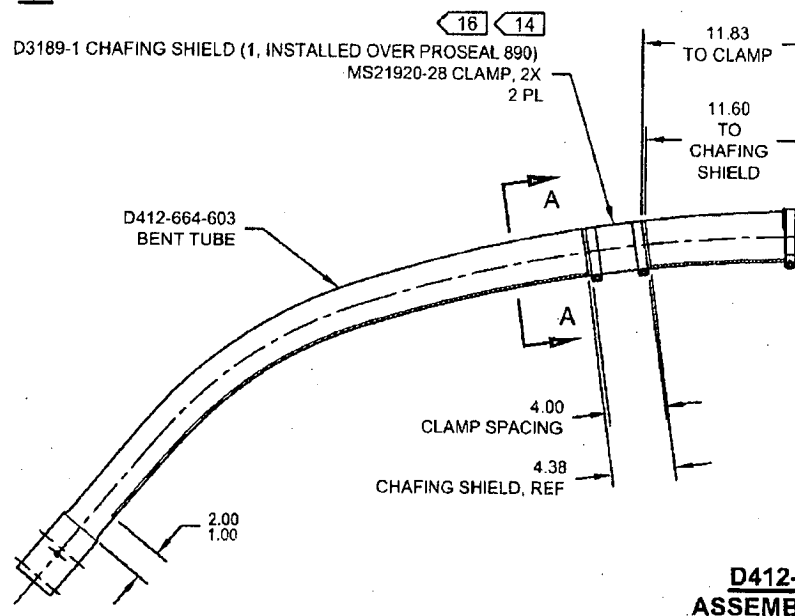 16 14
D3189-1 CHAFING SHIELD (1, INSTALLED OVER PROSEAL 890)
MS21920-28 CLAMP, 2X
2 PL
11.83
TO CLAMP
11.60
TO
CHAFING
SHIELD
D412-664-603
BENT TUBE
A
A
4.00
CLAMP SPACING
4.38
CHAFING SHIELD, REF
2.00
1.00
D412-
ASSEMB